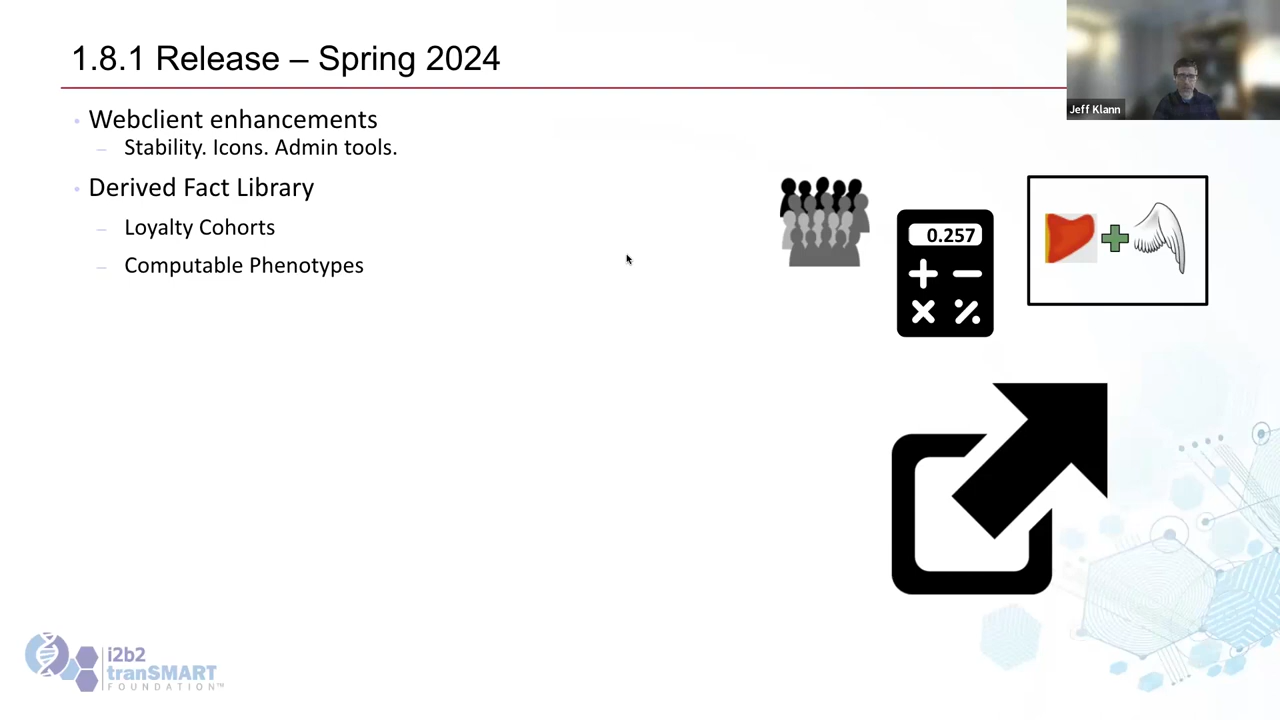 1.8.1 Release – Spring 2024
Jeff Klann
• Webclient enhancements
– Stability. Icons. Admin tools.
• Derived Fact Library
– Loyalty Cohorts
– Computable Phenotypes
0.257
i2b2
tranSMART
FOUNDATION™